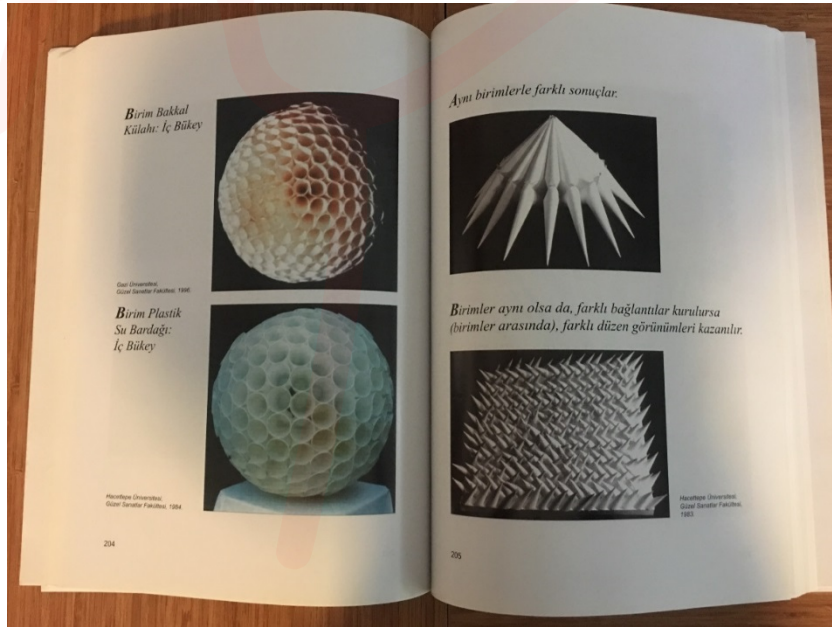 Birim Bakkal
Külahı: İç Bükey
Gazi Üniversitesi,
Güzel Sanatlar Fakültesi, 1996.
Birim Plastik
Su Bardağı:
İç Bükey
Hacettepe Üniversitesi,
Güzel Sanatlar Fakültesi, 1984.
204
Aynı birimlerle farklı sonuçlar.
Birimler aynı olsa da, farklı bağlantılar kurulursa
(birimler arasında), farklı düzen görünümleri kazanılır.
Hacettepe Üniversitesi,
Güzel Sanatlar Fakültesi,
1983
205